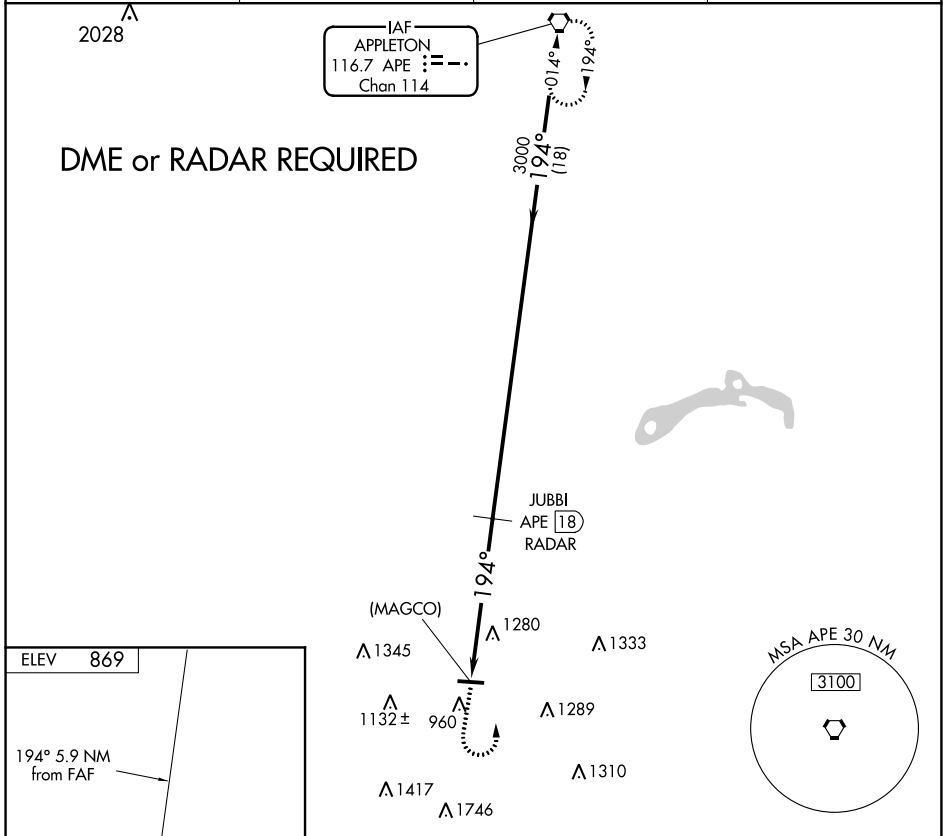 2028
IAF
APPLETON
116.7 APE
Chan 114
014°
194°
DME or RADAR REQUIRED
3000
194°
(18)
JUBBI
APE 18
RADAR
194°
(MAGCO)
1280
1345
1333
1132 ±
960
1289
1310
1417
1746
MSA APE 30 NM
3100
ELEV 869
194° 5.9 NM
from FAF